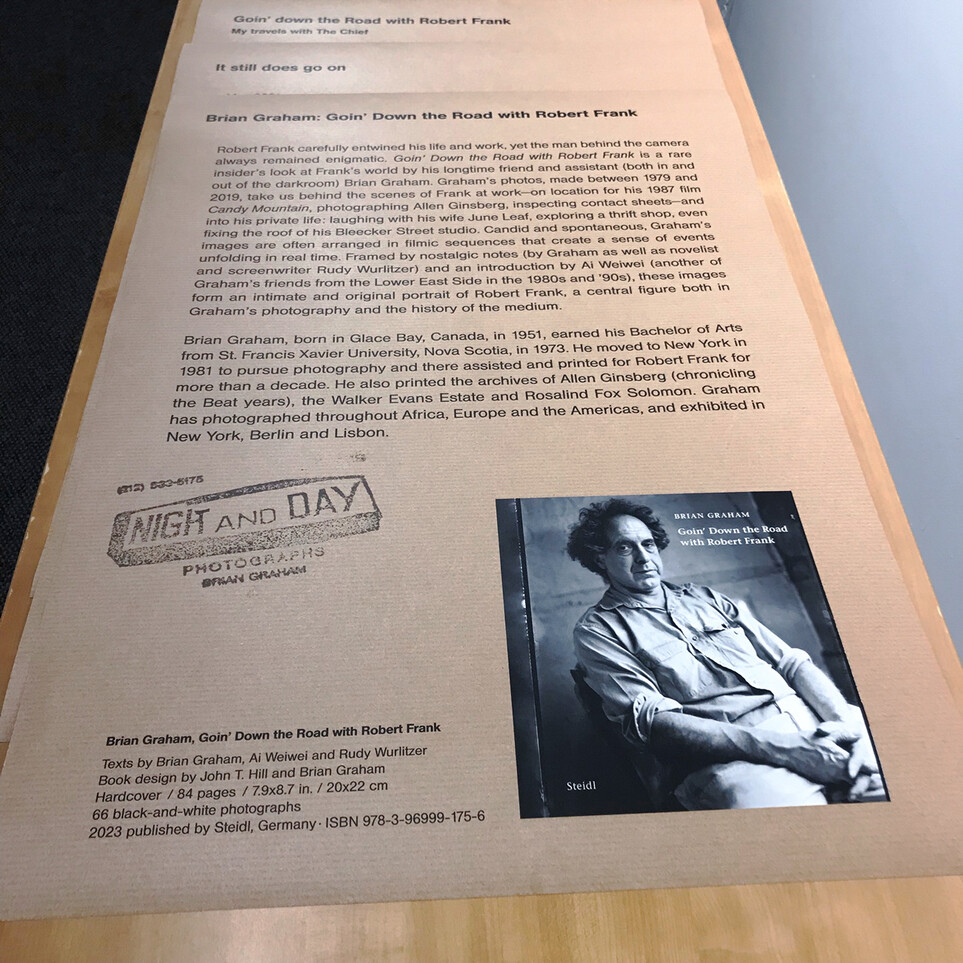 Goin' down the Road with Robert Frank
My travels with The Chief
It still does go on
Brian Graham: Goin' Down the Road with Robert Frank
Robert Frank carefully entwined his life and work, yet the man behind the camera
always remained enigmatic. Goin' Down the Road with Robert Frank is a rare
insider's look at Frank's world by his longtime friend and assistant (both in and
out of the darkroom) Brian Graham. Graham's photos, made between 1979 and
2019, take us behind the scenes of Frank at work—on location for his 1987 film
Candy Mountain, photographing Allen Ginsberg, inspecting contact sheets—and
into his private life: laughing with his wife June Leaf, exploring a thrift shop, even
fixing the roof of his Bleecker Street studio. Candid and spontaneous, Graham's
images are often arranged in filmic sequences that create a sense of events
unfolding in real time. Framed by nostalgic notes (by Graham as well as novelist
and screenwriter Rudy Wurlitzer) and an introduction by Ai Weiwei (another of
Graham's friends from the Lower East Side in the 1980s and '90s), these images
form an intimate and original portrait of Robert Frank, a central figure both in
Graham's photography and the history of the medium.
Brian Graham, born in Glace Bay, Canada, in 1951, earned his Bachelor of Arts
from St. Francis Xavier University, Nova Scotia, in 1973. He moved to New York in
1981 to pursue photography and there assisted and printed for Robert Frank for
more than a decade. He also printed the archives of Allen Ginsberg (chronicling
the Beat years), the Walker Evans Estate and Rosalind Fox Solomon. Graham
has photographed throughout Africa, Europe and the Americas, and exhibited in
New York, Berlin and Lisbon.
(212) 533-5175
NIGHT AND DAY
PHOTOGRAPHS
BRIAN GRAHAM
BRIAN GRAHAM
Goin' Down the Road
with Robert Frank
Steidl
Brian Graham, Goin' Down the Road with Robert Frank
Texts by Brian Graham, Ai Weiwei and Rudy Wurlitzer
Book design by John T. Hill and Brian Graham
Hardcover / 84 pages / 7.9x8.7 in. / 20x22 cm
66 black-and-white photographs
2023 published by Steidl, Germany · ISBN 978-3-96999-175-6